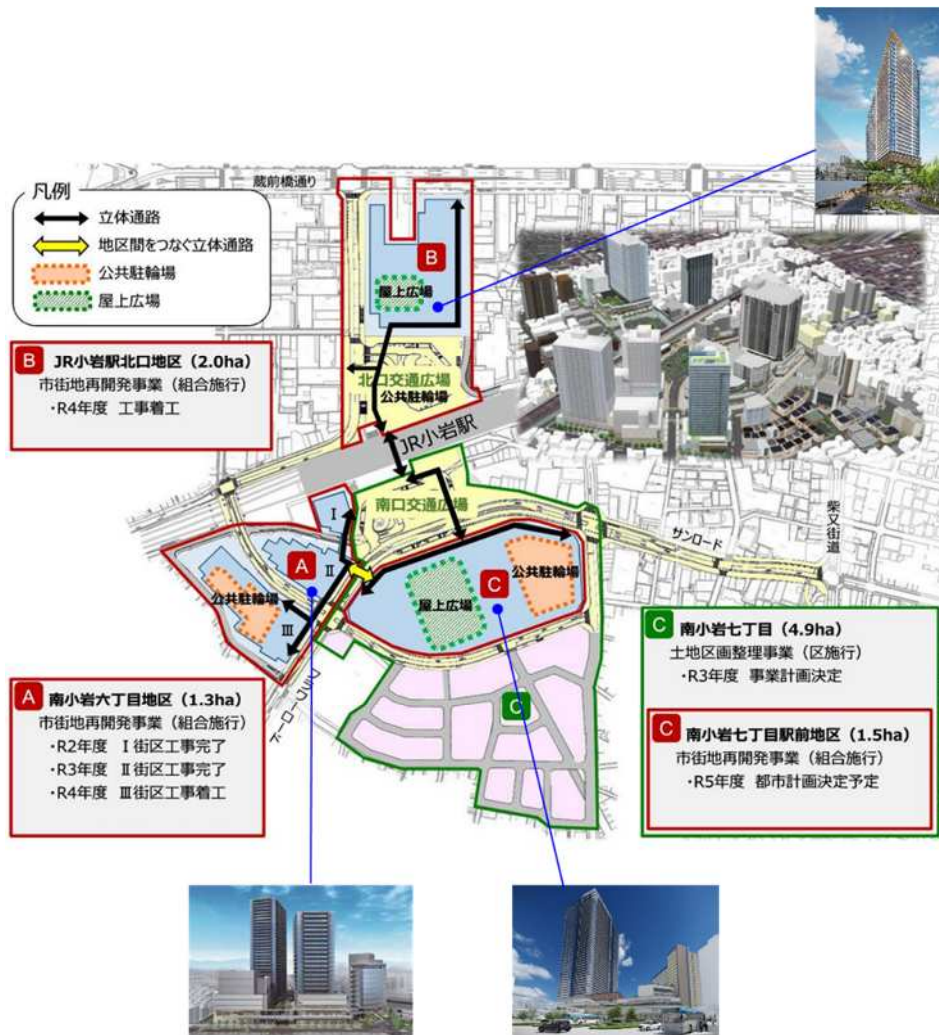 蔵前橋通り
凡例
立体通路
地区間をつなぐ立体通路
公共駐輪場
屋上広場
B
屋上広場
B JR小岩駅北口地区（2.0ha）
市街地再開発事業（組合施行）
・R4年度 工事着工
北口交通広場
公共駐輪場
JR小岩駅
南口交通広場
サンロード
柴又街道
I
A
II
公共駐輪場
III
屋上広場
C
公共駐輪場
フラワーロード
C
A 南小岩六丁目地区（1.3ha）
市街地再開発事業（組合施行）
・R2年度 I街区工事完了
・R3年度 II街区工事完了
・R4年度 III街区工事着工
C 南小岩七丁目（4.9ha）
土地区画整理事業（区施行）
・R3年度 事業計画決定
C 南小岩七丁目駅前地区（1.5ha）
市街地再開発事業（組合施行）
・R5年度 都市計画決定予定